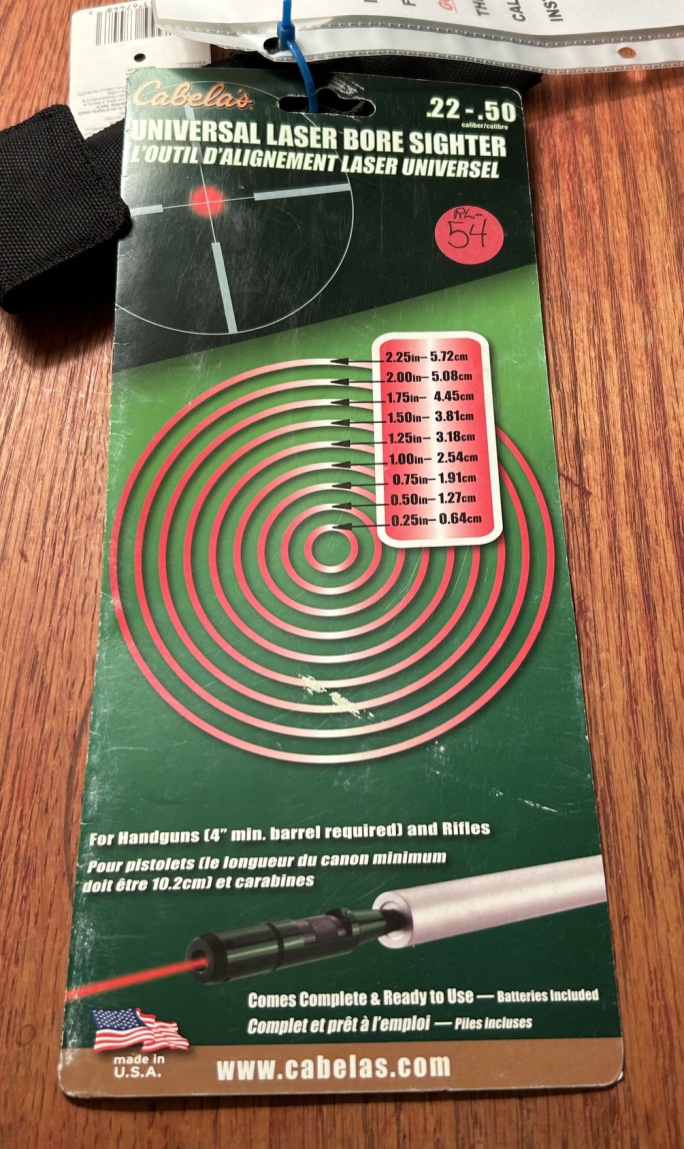 F
TH
CAL
INS
Cabela's
.22 - .50
caliber/calibre
UNIVERSAL LASER BORE SIGHTER
L'OUTIL D'ALIGNEMENT LASER UNIVERSEL
RL-
54
2.25in– 5.72cm
2.00in– 5.08cm
1.75in– 4.45cm
1.50in– 3.81cm
1.25in– 3.18cm
1.00in– 2.54cm
0.75in– 1.91cm
0.50in– 1.27cm
0.25in– 0.64cm
For Handguns (4" min. barrel required) and Rifles
Pour pistolets (le longueur du canon minimum
doit être 10.2cm) et carabines
Comes Complete & Ready to Use — Batteries Included
Complet et prêt à l'emploi — Piles incluses
made in
U.S.A.
www.cabelas.com